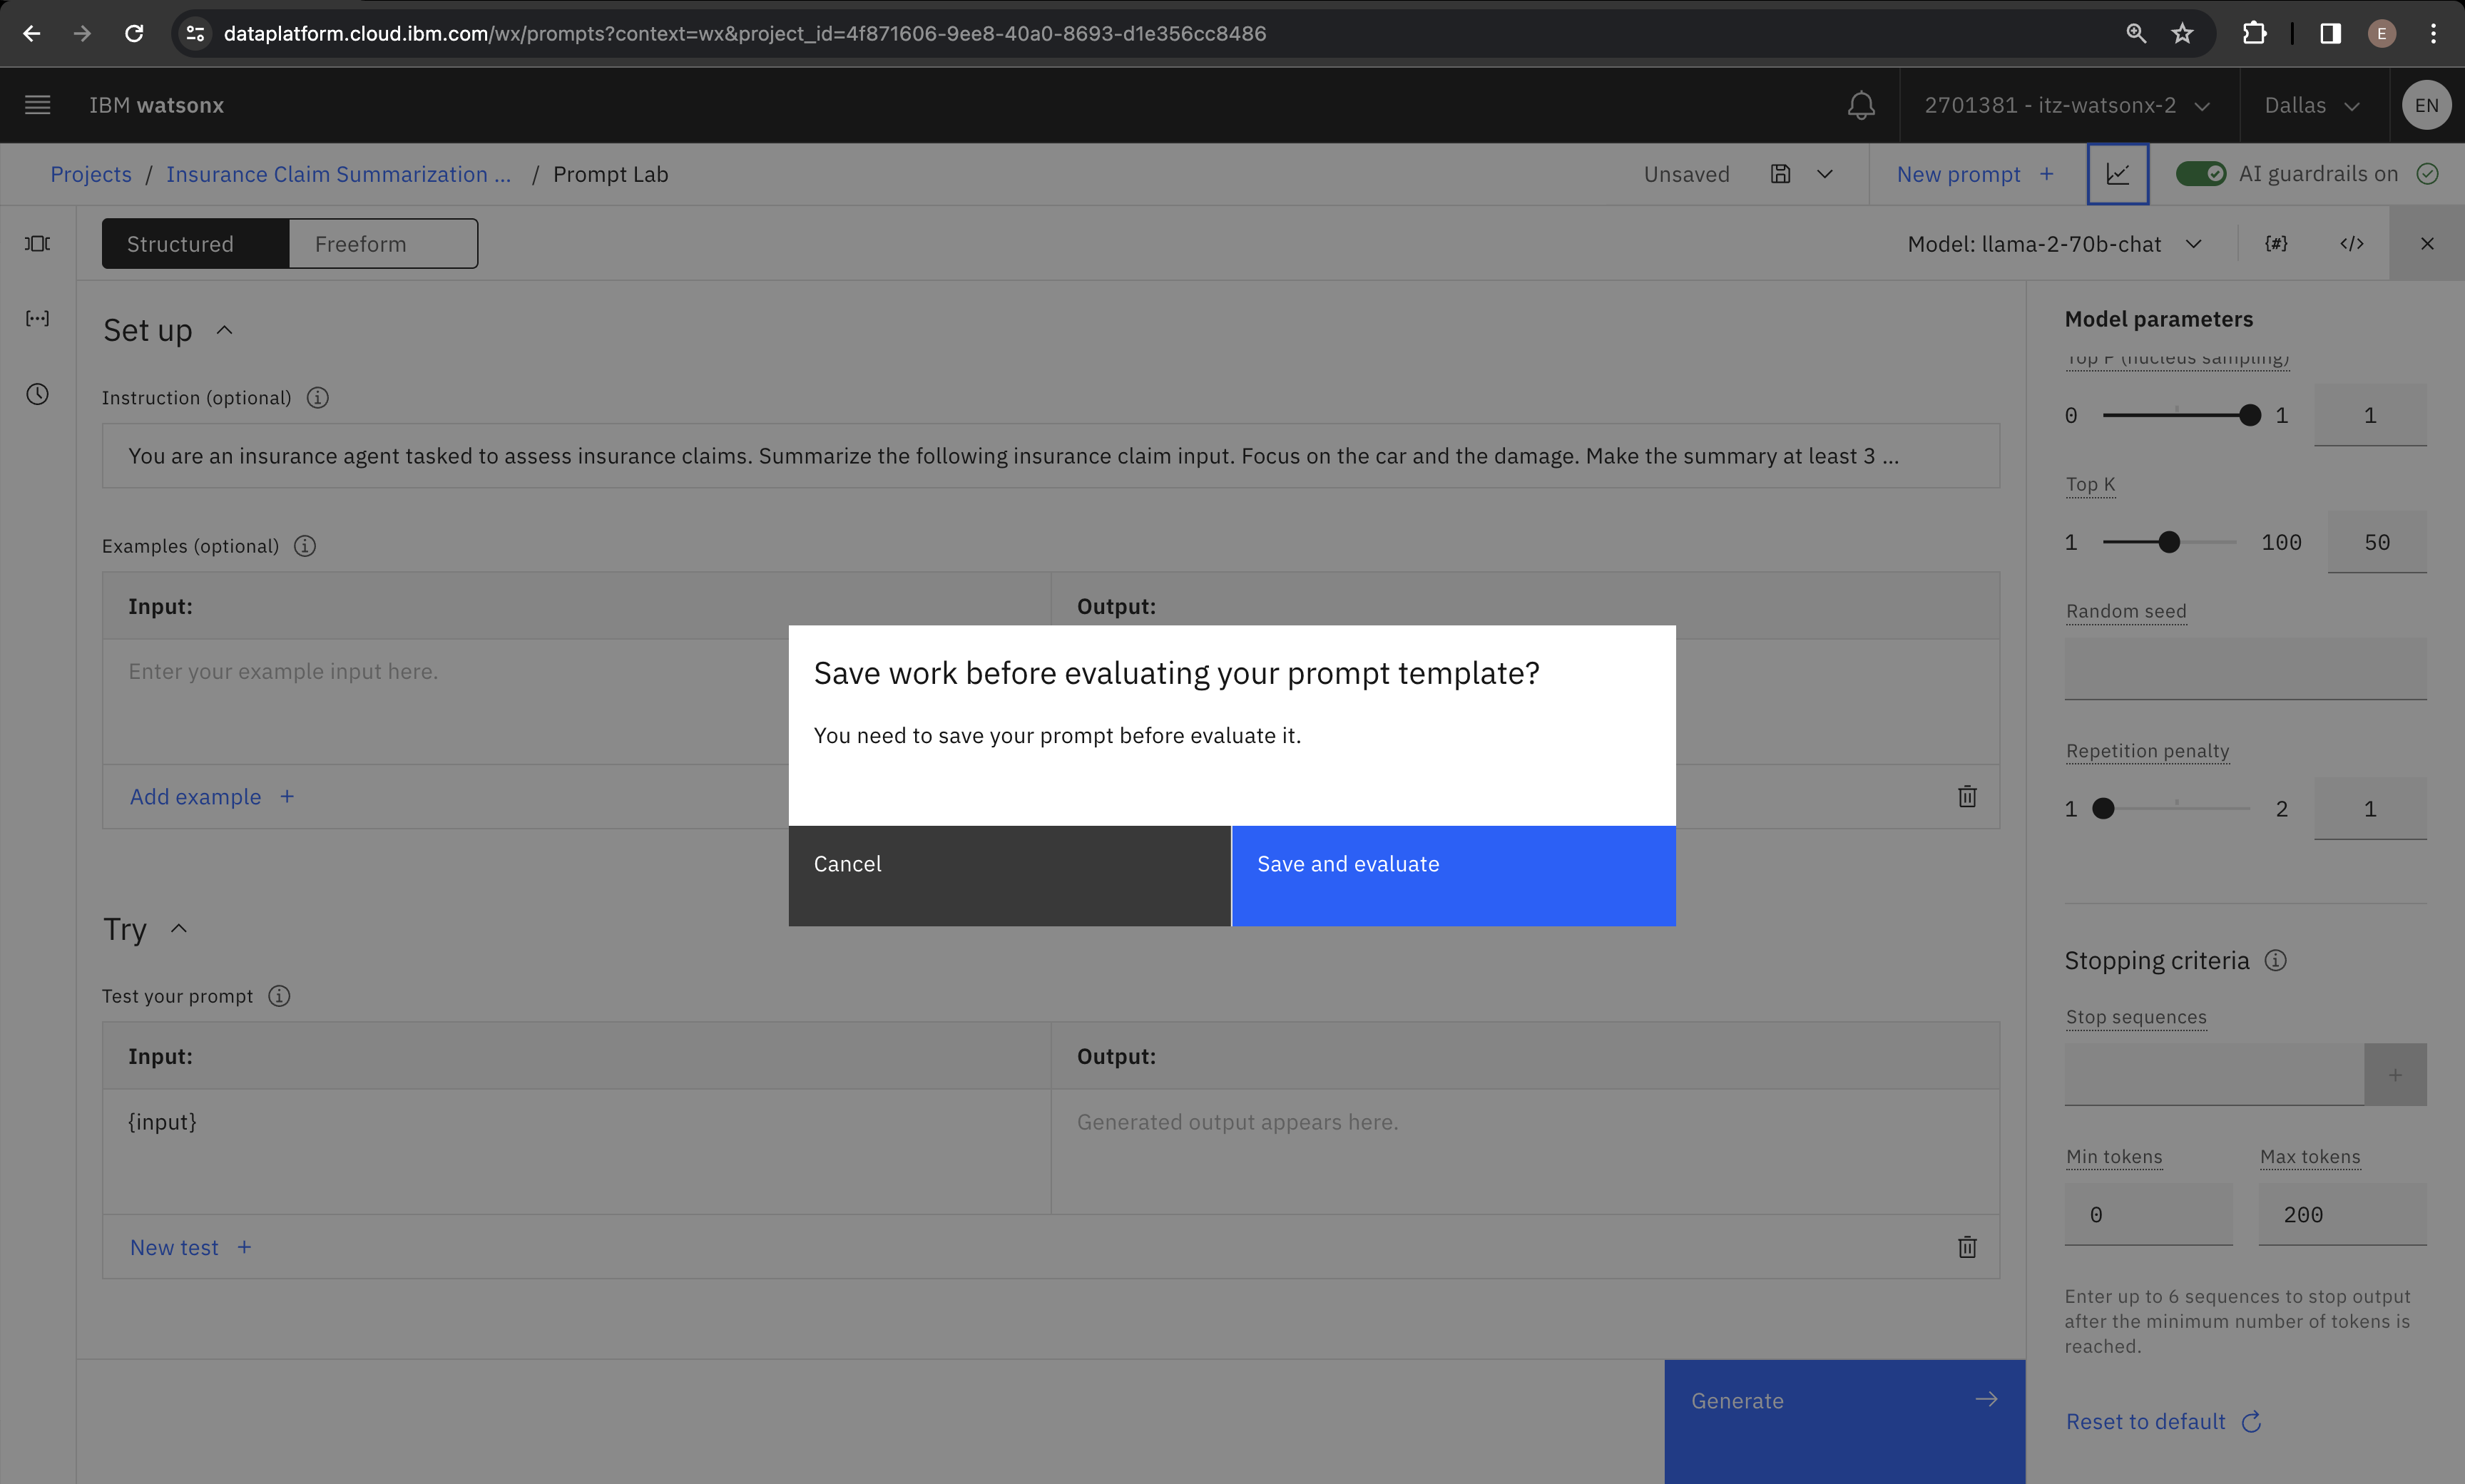 dataplatform.cloud.ibm.com/wx/prompts?context=wx&project_id=4f871606-9ee8-40a0-8693-d1e356cc8486
E
IBM watsonx
2701381 - itz-watsonx-2
Dallas
EN
Projects / Insurance Claim Summarization ... / Prompt Lab
Unsaved
New prompt +
AI guardrails on
Structured
Freeform
Model: llama-2-70b-chat
{#}
</>
Set up
Instruction (optional)
You are an insurance agent tasked to assess insurance claims. Summarize the following insurance claim input. Focus on the car and the damage. Make the summary at least 3 ...
Examples (optional)
Input:
Output:
Enter your example input here.
Add example +
Save work before evaluating your prompt template?
You need to save your prompt before evaluate it.
Cancel
Save and evaluate
Try
Test your prompt
Input:
Output:
{input}
Generated output appears here.
New test +
Generate
Model parameters
Top P (nucleus sampling)
0 1 1
Top K
1 100 50
Random seed
Repetition penalty
1 2 1
Stopping criteria
Stop sequences
+
Min tokens
Max tokens
0
200
Enter up to 6 sequences to stop output
after the minimum number of tokens is
reached.
Reset to default